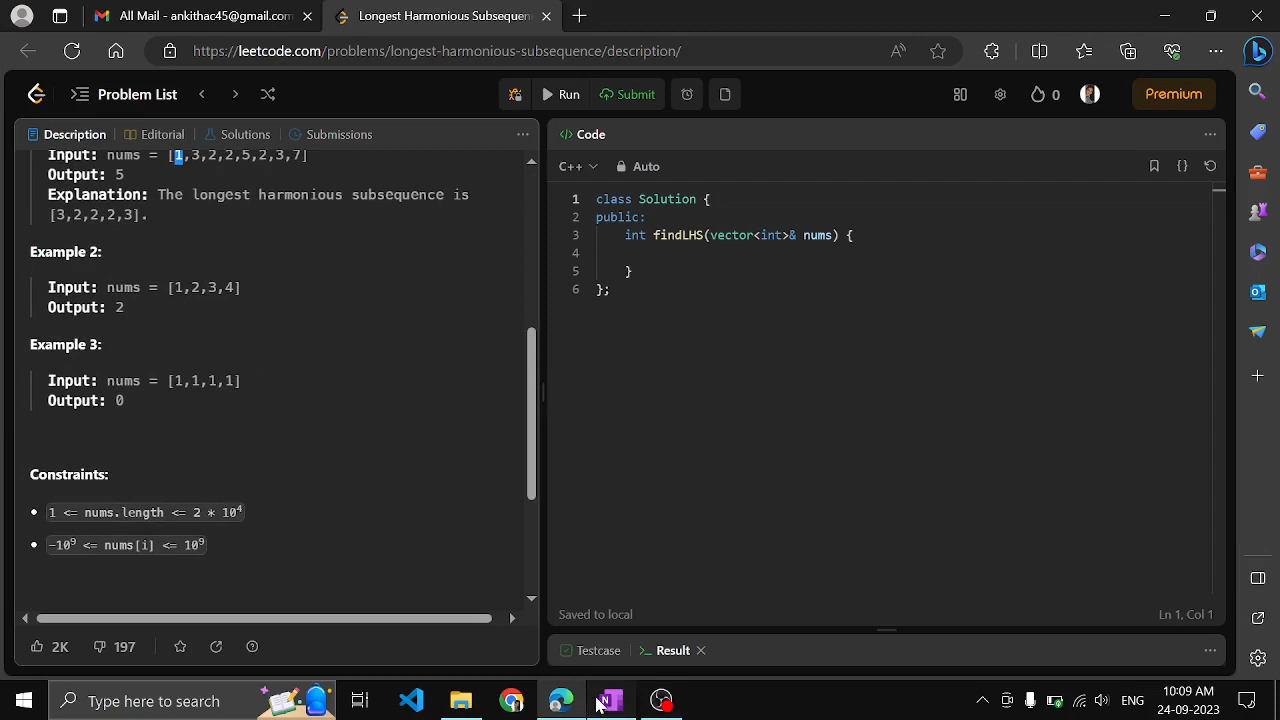 All Mail - ankithac45@gmail.com
Longest Harmonious Subsequen
https://leetcode.com/problems/longest-harmonious-subsequence/description/
Problem List
Run
Submit
0
Premium
Description
Editorial
Solutions
Submissions
Input: nums = [1,3,2,2,5,2,3,7]
Output: 5
Explanation: The longest harmonious subsequence is
[3,2,2,2,3].
Example 2:
Input: nums = [1,2,3,4]
Output: 2
Example 3:
Input: nums = [1,1,1,1]
Output: 0
Constraints:
1 <= nums.length <= 2 * 10⁴
-10⁹ <= nums[i] <= 10⁹
2K
197
Code
C++
Auto
1 class Solution {
2 public:
3 int findLHS(vector<int>& nums) {
4
5 }
6 };
Saved to local
Ln 1, Col 1
Testcase
Result
Type here to search
ENG
10:09 AM
24-09-2023